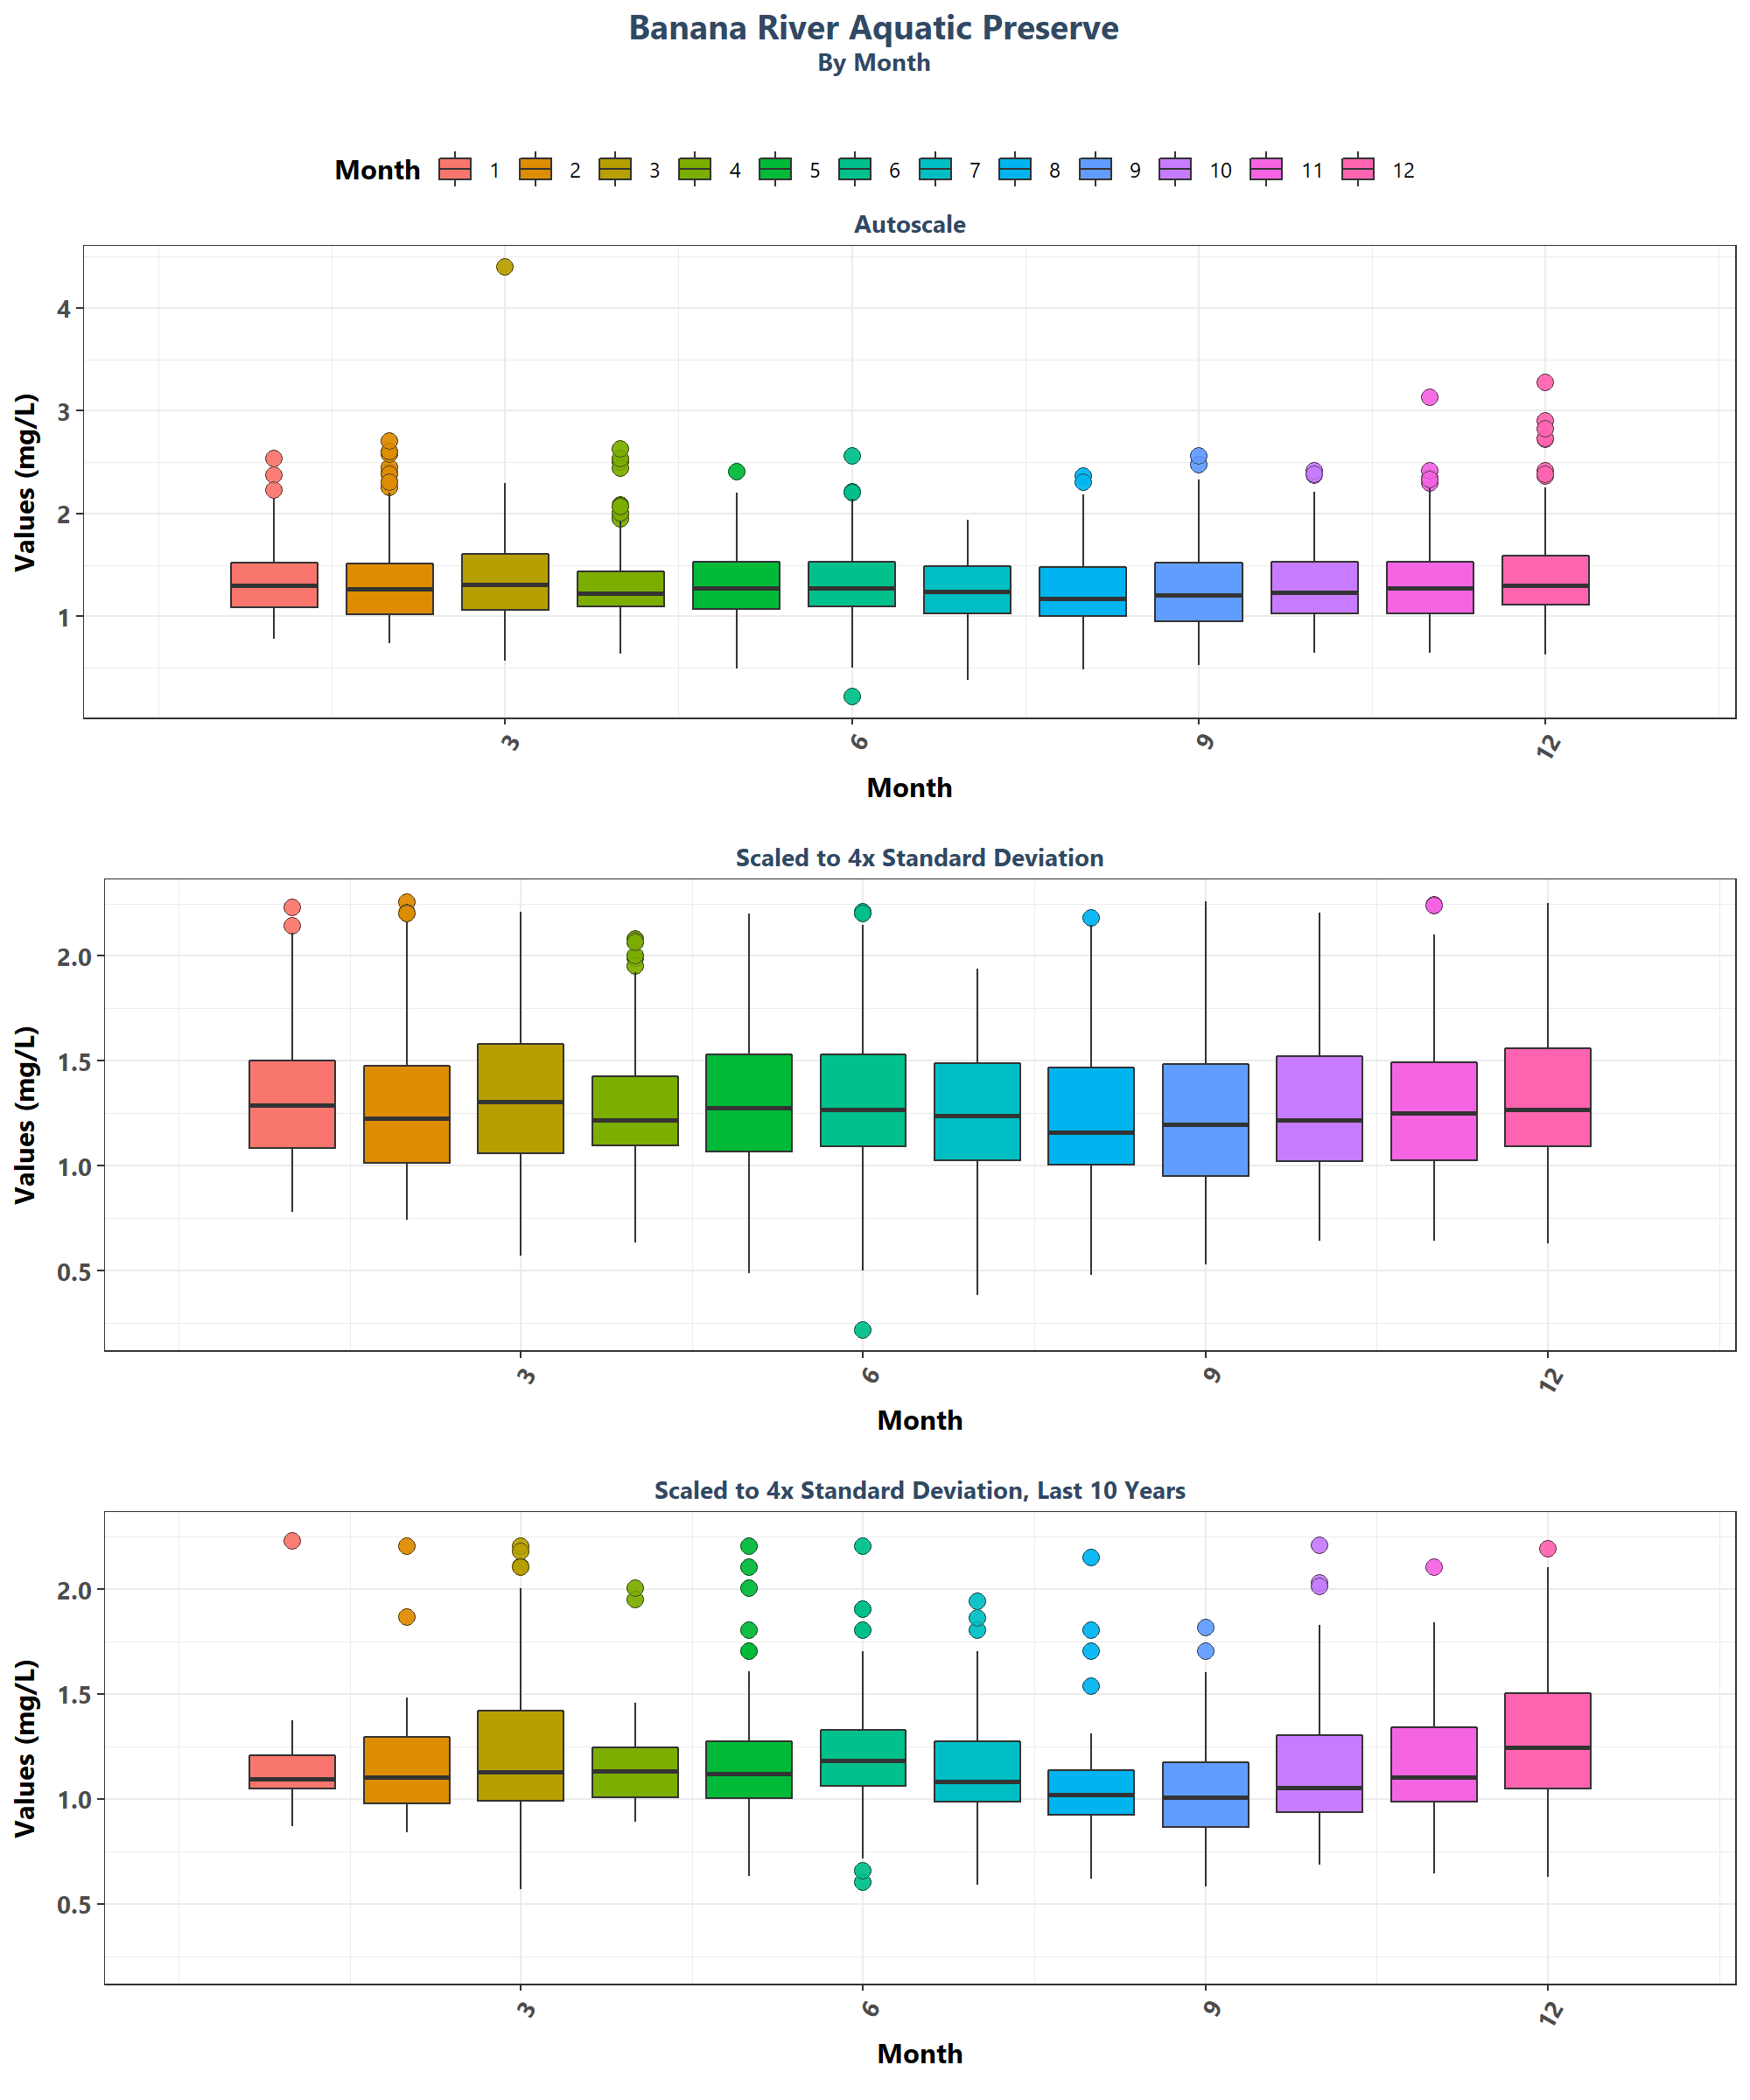 Banana River Aquatic Preserve
By Month
Month 1 2 3 4 5 6 7 8 9 10 11 12
Autoscale
Values (mg/L)
4
3
2
1
3 6 9 12
Month
Scaled to 4x Standard Deviation
Values (mg/L)
2.0
1.5
1.0
0.5
3 6 9 12
Month
Scaled to 4x Standard Deviation, Last 10 Years
Values (mg/L)
2.0
1.5
1.0
0.5
3 6 9 12
Month